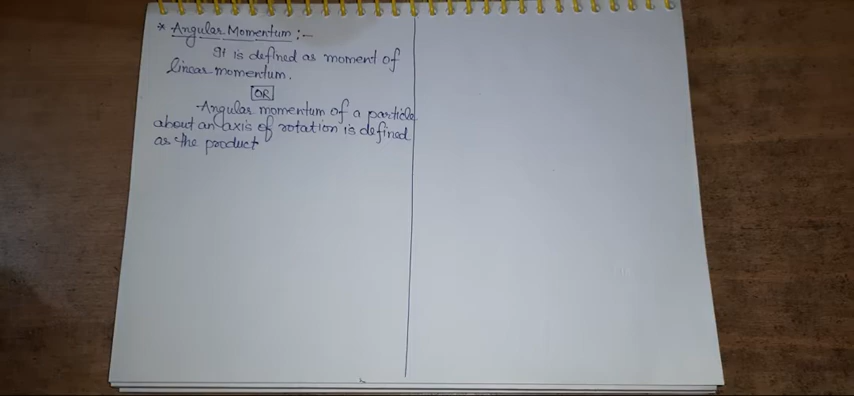 * Angular Momentum :-
It is defined as moment of
linear momentum.
OR
Angular momentum of a particle
about an axis of rotation is defined
as the product